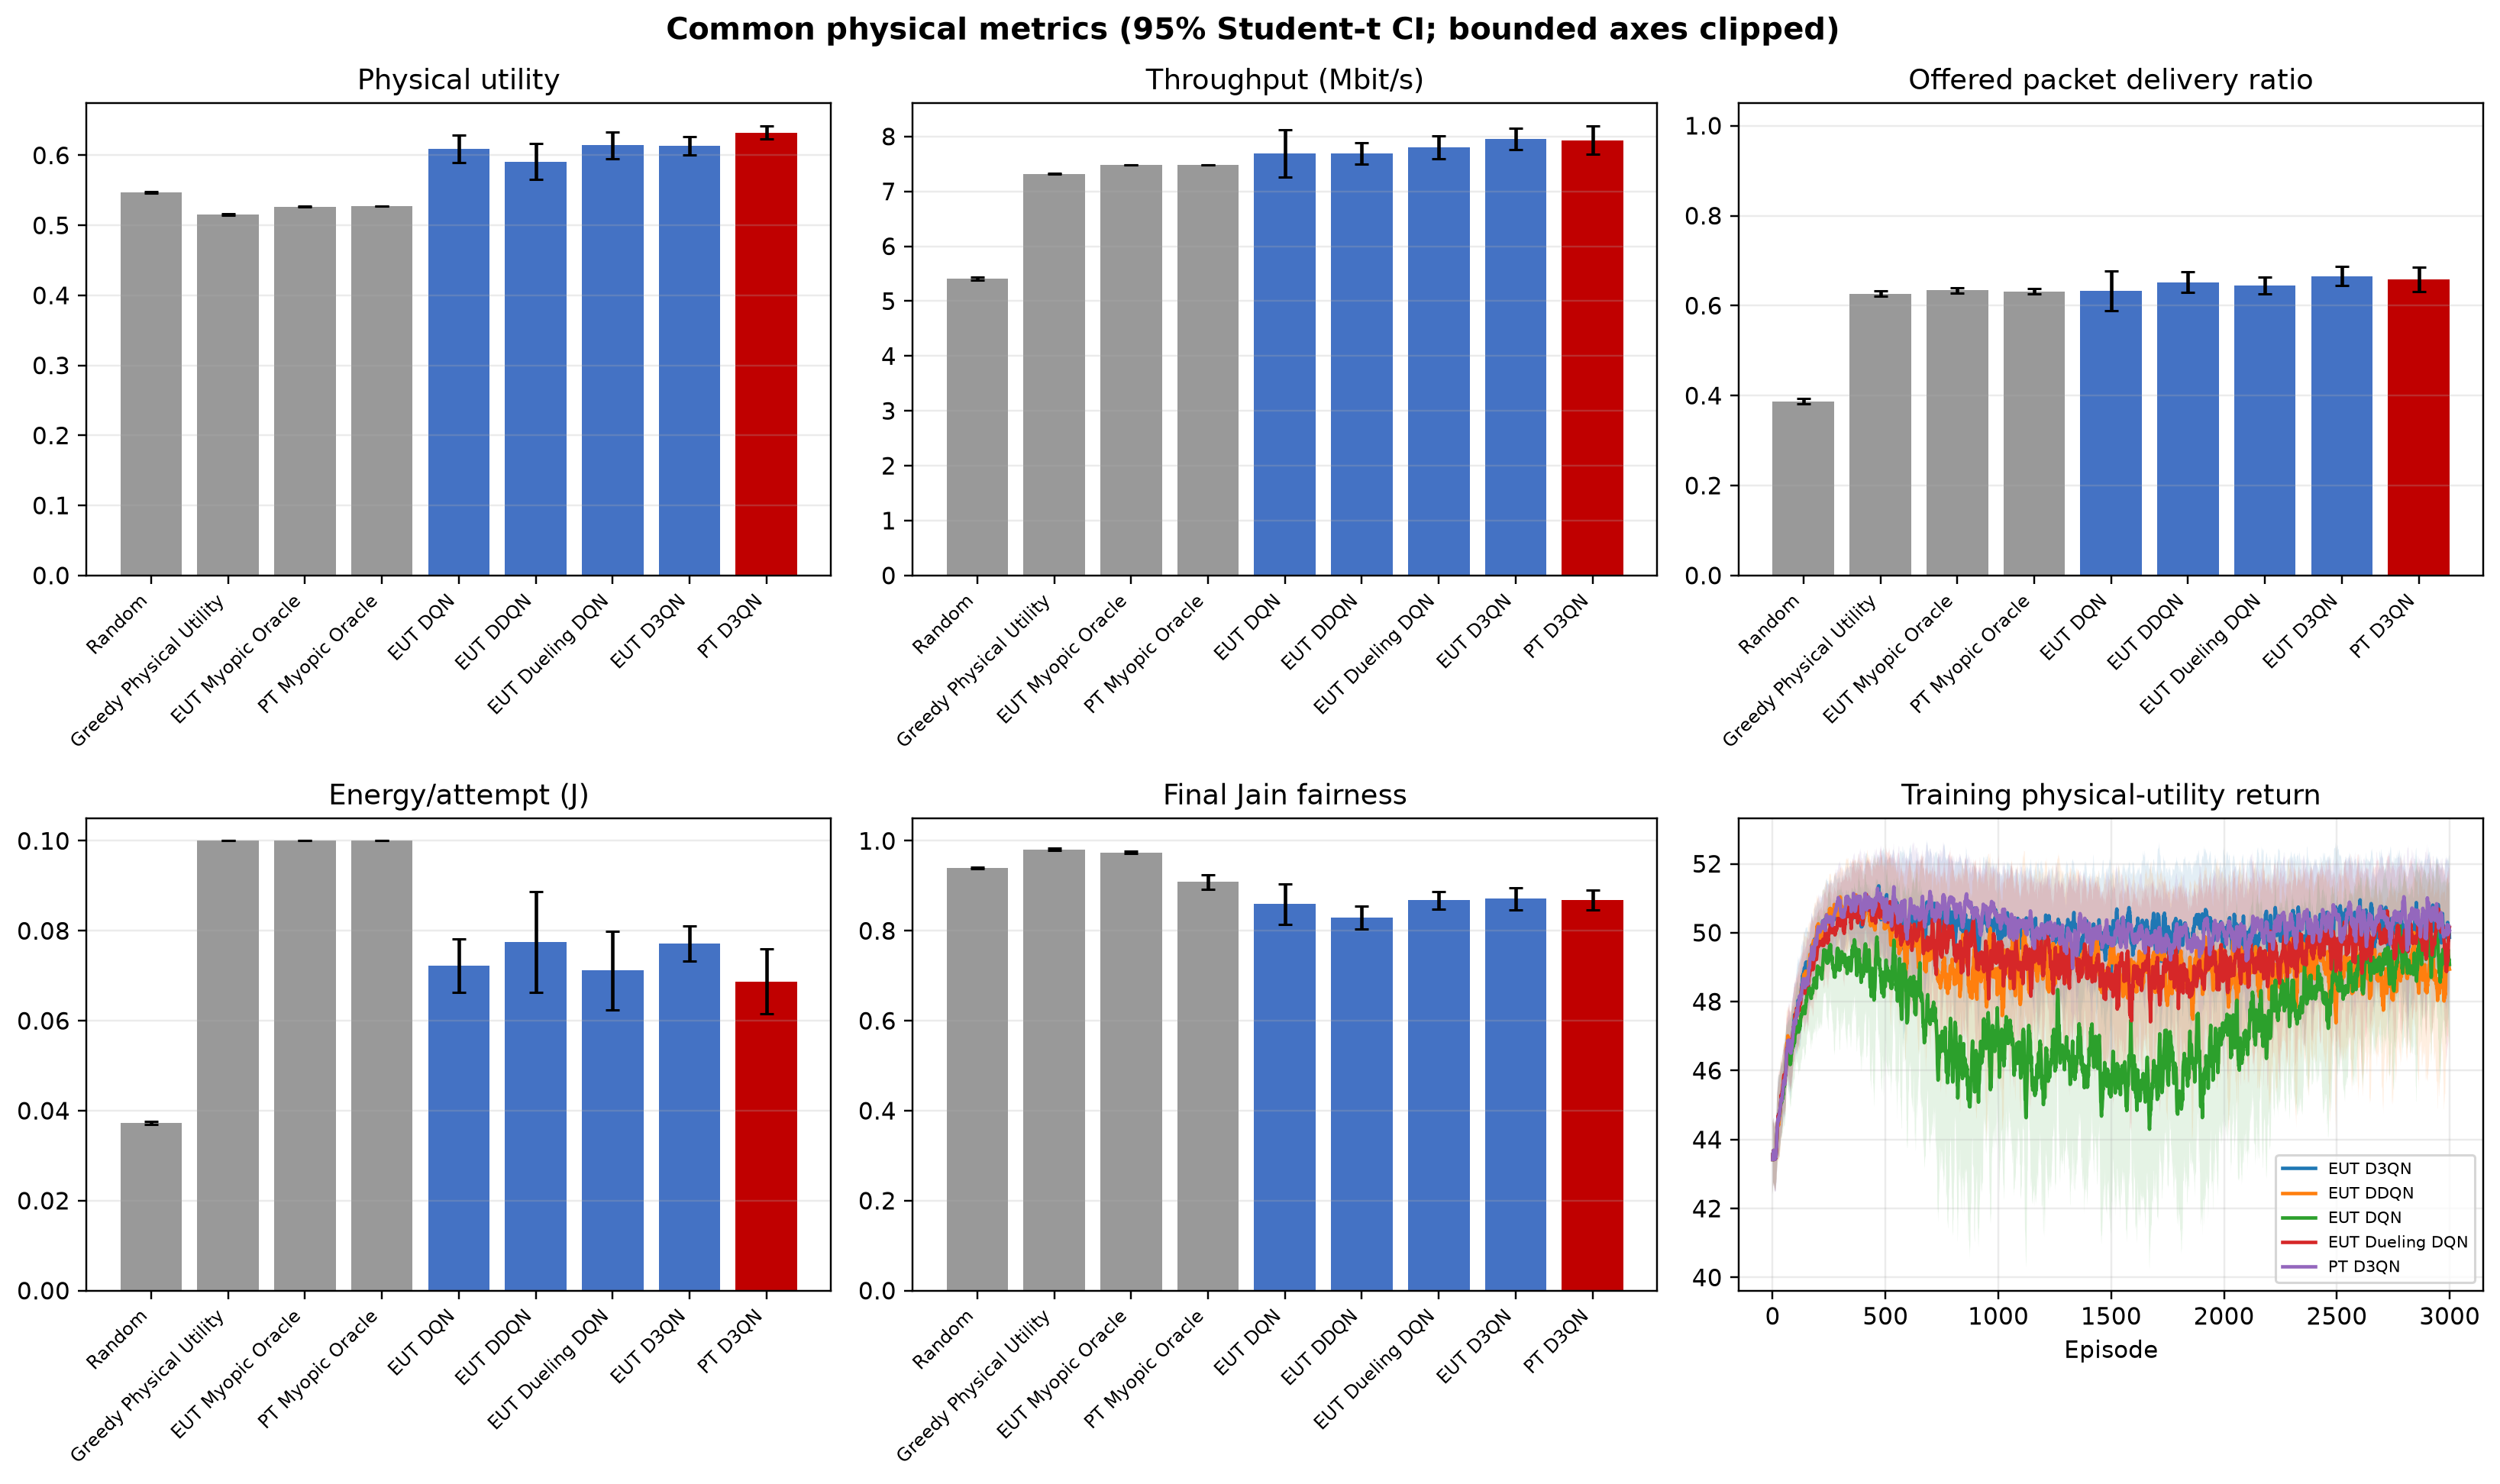 Common physical metrics (95% Student-t CI; bounded axes clipped)
Physical utility
0.6
0.5
0.4
0.3
0.2
0.1
0.0
Random
Greedy Physical Utility
EUT Myopic Oracle
PT Myopic Oracle
EUT DQN
EUT DDQN
EUT Dueling DQN
EUT D3QN
PT D3QN
Throughput (Mbit/s)
8
7
6
5
4
3
2
1
0
Random
Greedy Physical Utility
EUT Myopic Oracle
PT Myopic Oracle
EUT DQN
EUT DDQN
EUT Dueling DQN
EUT D3QN
PT D3QN
Offered packet delivery ratio
1.0
0.8
0.6
0.4
0.2
0.0
Random
Greedy Physical Utility
EUT Myopic Oracle
PT Myopic Oracle
EUT DQN
EUT DDQN
EUT Dueling DQN
EUT D3QN
PT D3QN
Energy/attempt (J)
0.10
0.08
0.06
0.04
0.02
0.00
Random
Greedy Physical Utility
EUT Myopic Oracle
PT Myopic Oracle
EUT DQN
EUT DDQN
EUT Dueling DQN
EUT D3QN
PT D3QN
Final Jain fairness
1.0
0.8
0.6
0.4
0.2
0.0
Random
Greedy Physical Utility
EUT Myopic Oracle
PT Myopic Oracle
EUT DQN
EUT DDQN
EUT Dueling DQN
EUT D3QN
PT D3QN
Training physical-utility return
52
50
48
46
44
42
40
EUT D3QN
EUT DDQN
EUT DQN
EUT Dueling DQN
PT D3QN
0 500 1000 1500 2000 2500 3000
Episode